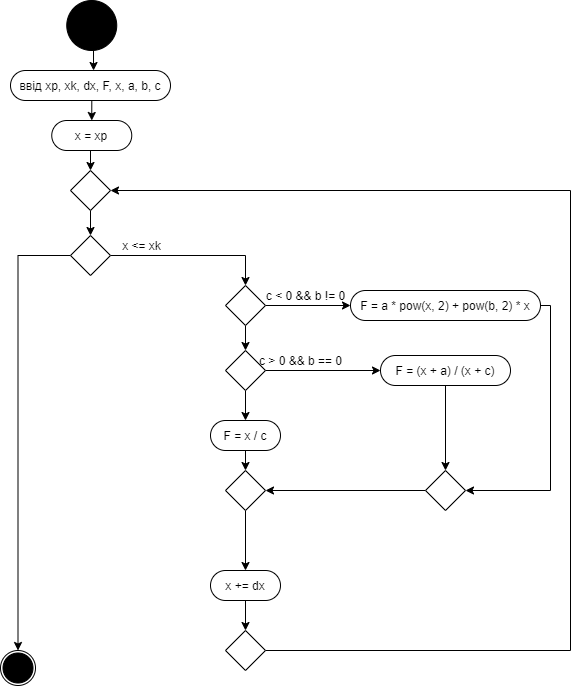 ввід xp, xk, dx, F, x, a, b, c
x = xp
x <= xk
c < 0 && b != 0
F = a * pow(x, 2) + pow(b, 2) * x
c > 0 && b == 0
F = (x + a) / (x + c)
F = x / c
x += dx